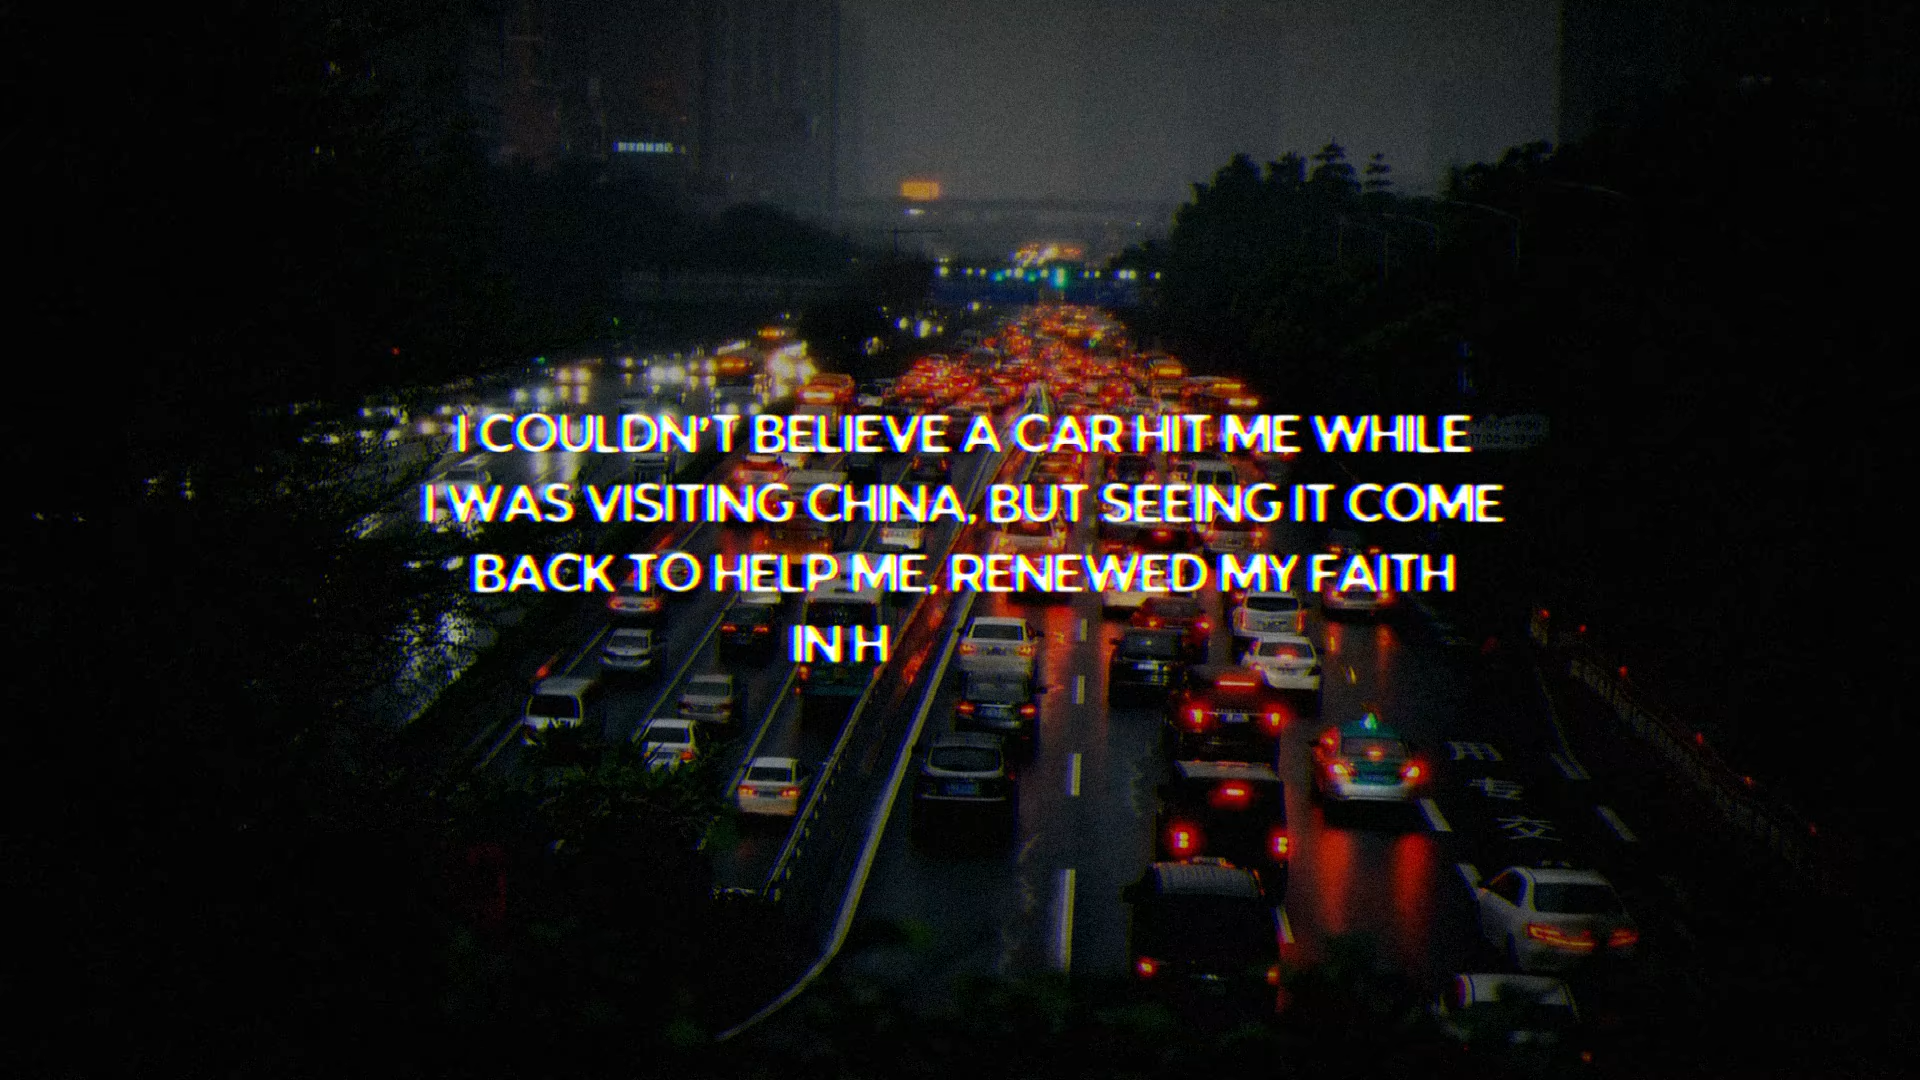 I COULDN'T BELIEVE A CAR HIT ME WHILE
I WAS VISITING CHINA, BUT SEEING IT COME
BACK TO HELP ME, RENEWED MY FAITH
IN H